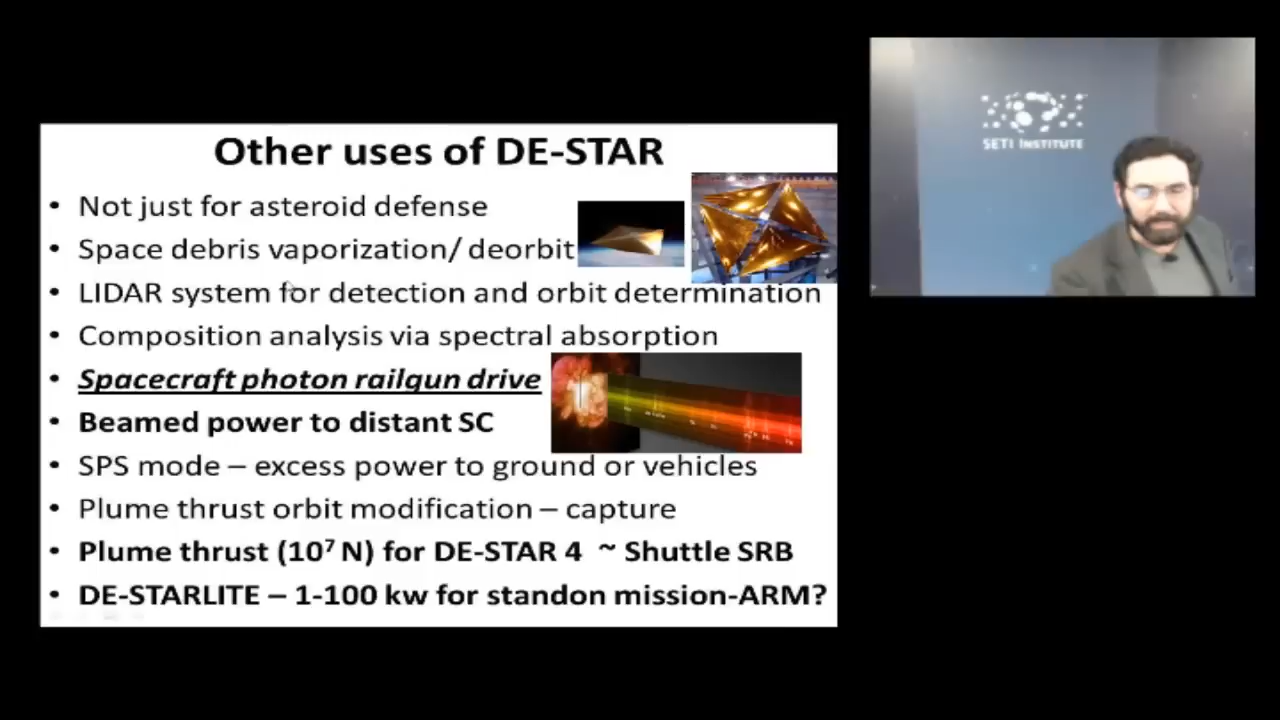 Other uses of DE-STAR
• Not just for asteroid defense
• Space debris vaporization/ deorbit
• LIDAR system for detection and orbit determination
• Composition analysis via spectral absorption
• Spacecraft photon railgun drive
• Beamed power to distant SC
• SPS mode – excess power to ground or vehicles
• Plume thrust orbit modification – capture
• Plume thrust (10⁷ N) for DE-STAR 4 ~ Shuttle SRB
• DE-STARLITE – 1-100 kw for standon mission-ARM?
SETI INSTITUTE